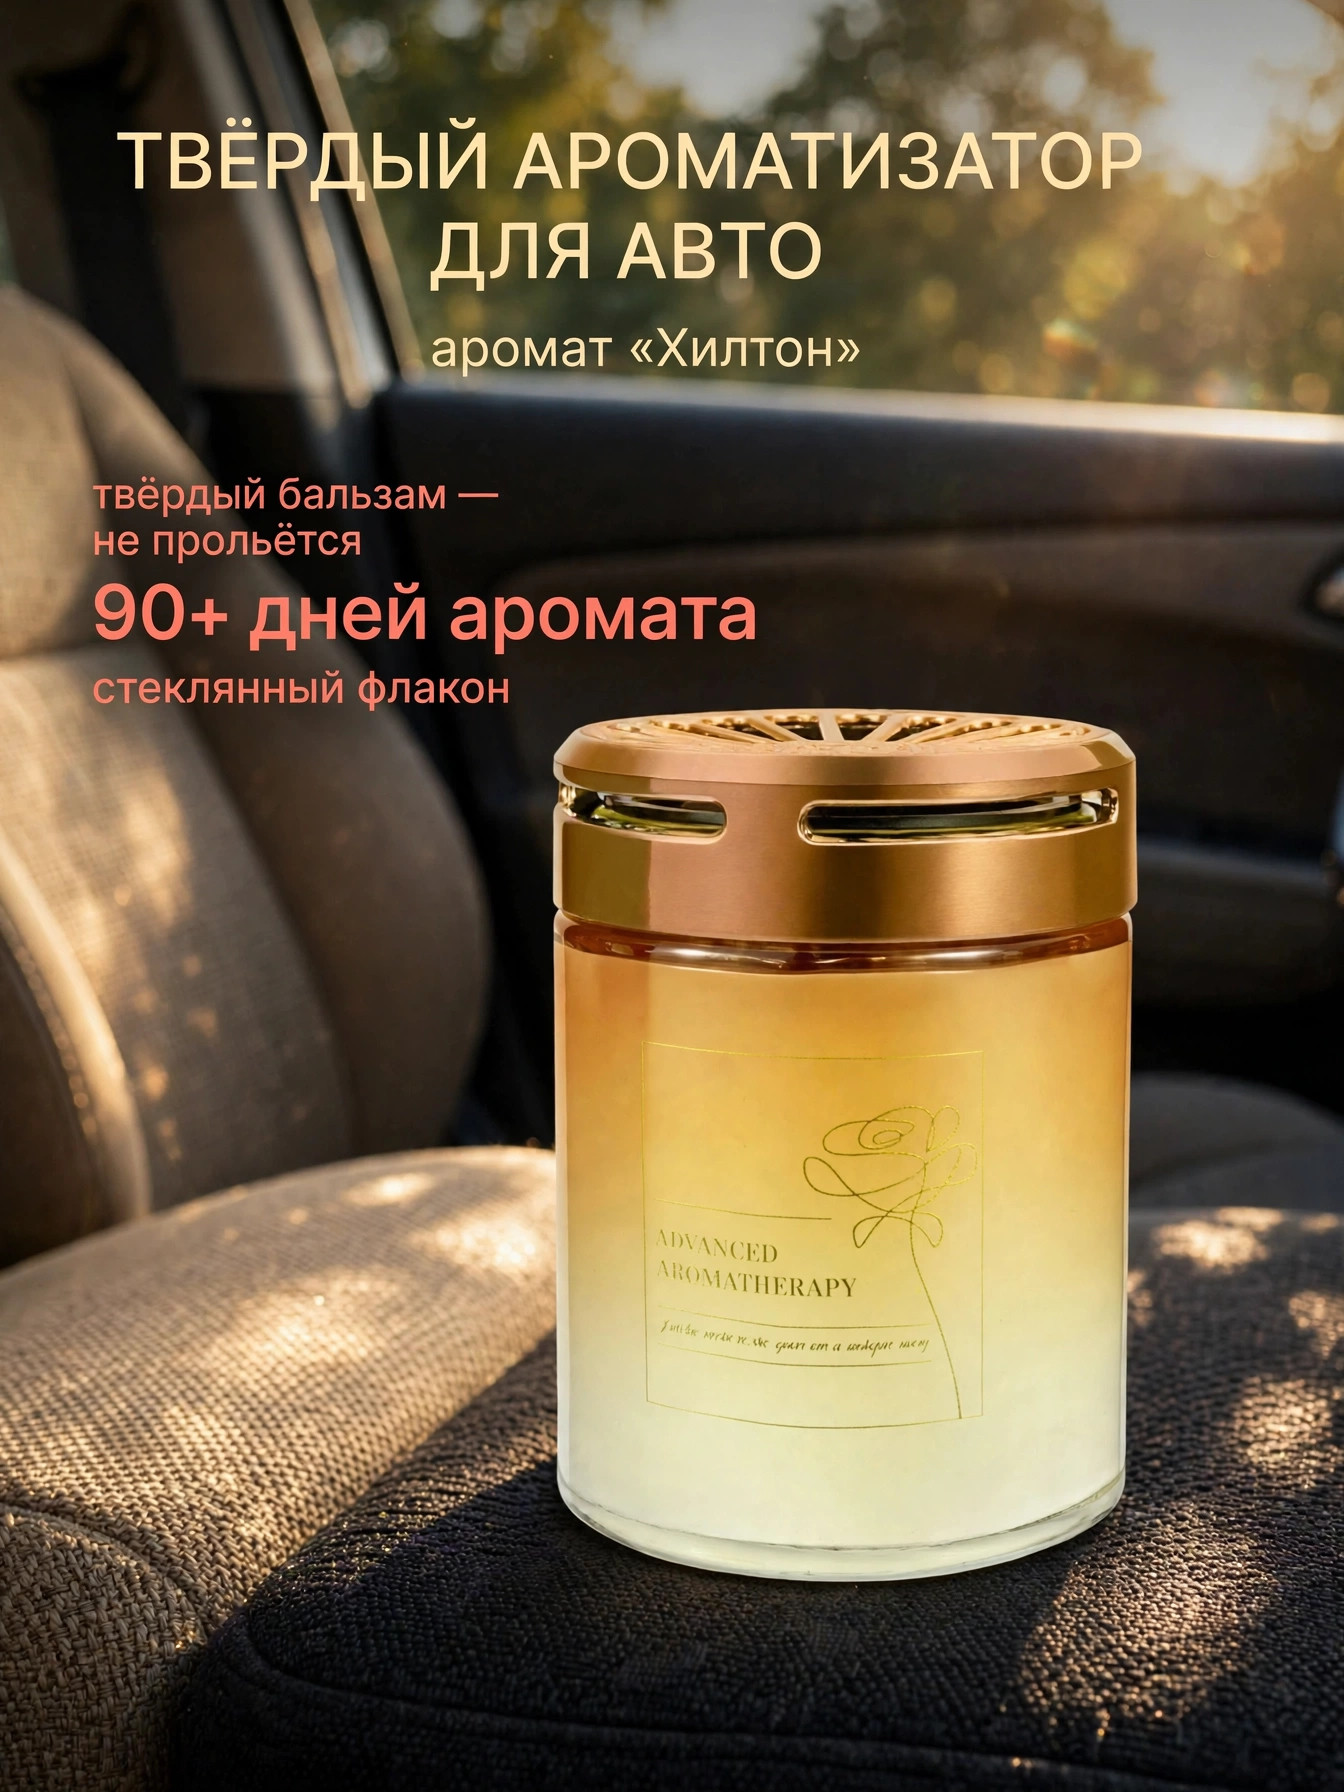 ТВЁРДЫЙ АРОМАТИЗАТОР
ДЛЯ АВТО
аромат «Хилтон»
твёрдый бальзам —
не прольётся
90+ дней аромата
стеклянный флакон
ADVANCED
AROMATHERAPY